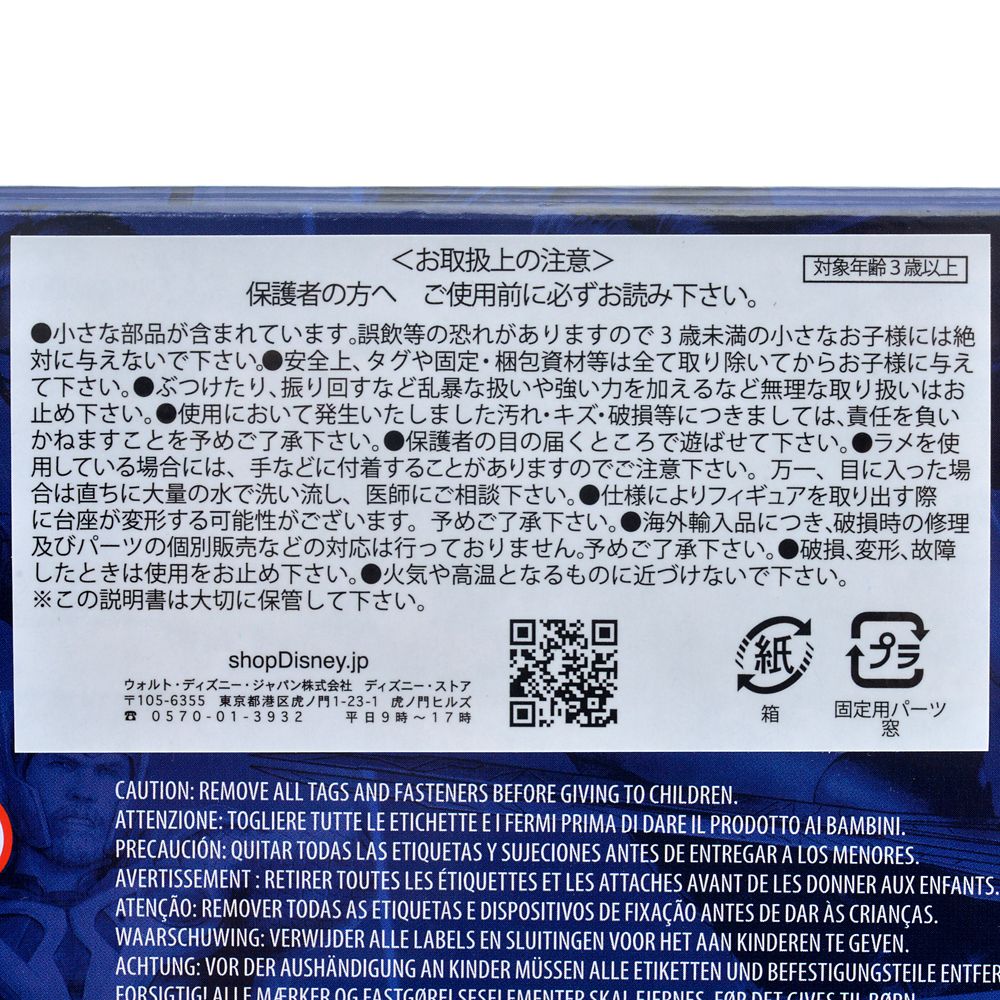 ＜お取扱上の注意＞
対象年齢３歳以上
保護者の方へ　ご使用前に必ずお読み下さい。
●小さな部品が含まれています。誤飲等の恐れがありますので３歳未満の小さなお子様には絶
対に与えないで下さい。●安全上、タグや固定・梱包資材等は全て取り除いてからお子様に与え
て下さい。●ぶつけたり、振り回すなど乱暴な扱いや強い力を加えるなど無理な取り扱いはお
止め下さい。●使用において発生いたしました汚れ・キズ・破損等につきましては、責任を負い
かねますことを予めご了承下さい。●保護者の目の届くところで遊ばせて下さい。●ラメを使
用している場合には、手などに付着することがありますのでご注意下さい。万一、目に入った場
合は直ちに大量の水で洗い流し、医師にご相談下さい。●仕様によりフィギュアを取り出す際
に台座が変形する可能性がございます。予めご了承下さい。●海外輸入品につき、破損時の修理
及びパーツの個別販売などの対応は行っておりません。予めご了承下さい。●破損、変形、故障
したときは使用をお止め下さい。●火気や高温となるものに近づけないで下さい。
※この説明書は大切に保管して下さい。
shopDisney.jp
ウォルト・ディズニー・ジャパン株式会社　ディズニー・ストア
〒105-6355　東京都港区虎ノ門1-23-1　虎ノ門ヒルズ
☎ 0570-01-3932　平日９時〜１７時
紙
箱
プラ
固定用パーツ
窓
CAUTION: REMOVE ALL TAGS AND FASTENERS BEFORE GIVING TO CHILDREN.
ATTENZIONE: TOGLIERE TUTTE LE ETICHETTE E I FERMI PRIMA DI DARE IL PRODOTTO AI BAMBINI.
PRECAUCIÓN: QUITAR TODAS LAS ETIQUETAS Y SUJECIONES ANTES DE ENTREGAR A LOS MENORES.
AVERTISSEMENT : RETIRER TOUTES LES ÉTIQUETTES ET LES ATTACHES AVANT DE LES DONNER AUX ENFANTS.
ATENÇÃO: REMOVER TODAS AS ETIQUETAS E DISPOSITIVOS DE FIXAÇÃO ANTES DE DAR ÀS CRIANÇAS.
WAARSCHUWING: VERWIJDER ALLE LABELS EN SLUITINGEN VOOR HET AAN KINDEREN TE GEVEN.
ACHTUNG: VOR DER AUSHÄNDIGUNG AN KINDER MÜSSEN ALLE ETIKETTEN UND BEFESTIGUNGSTEILE ENTFER
FORSIGTIG! ALLE MÆRKER OG FASTGØRELSESELEMENTER SKAL FJERNES, FØR DET GIVES TIL BØRN.